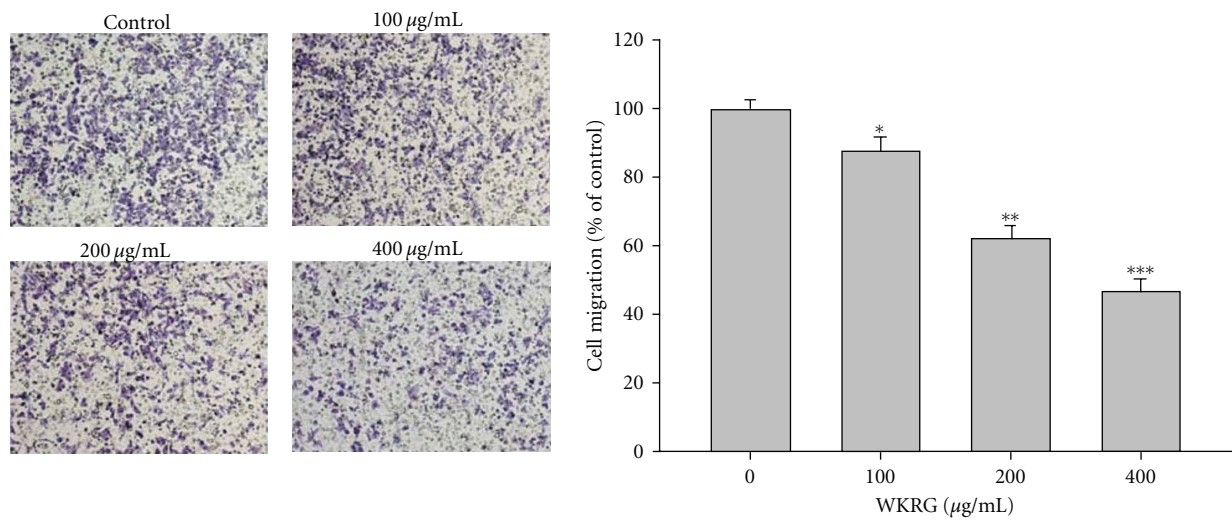 Control
100 µg/mL
200 µg/mL
400 µg/mL
120
100
80
60
40
20
0
Cell migration (% of control)
*
**
***
0 100 200 400
WKRG (µg/mL)